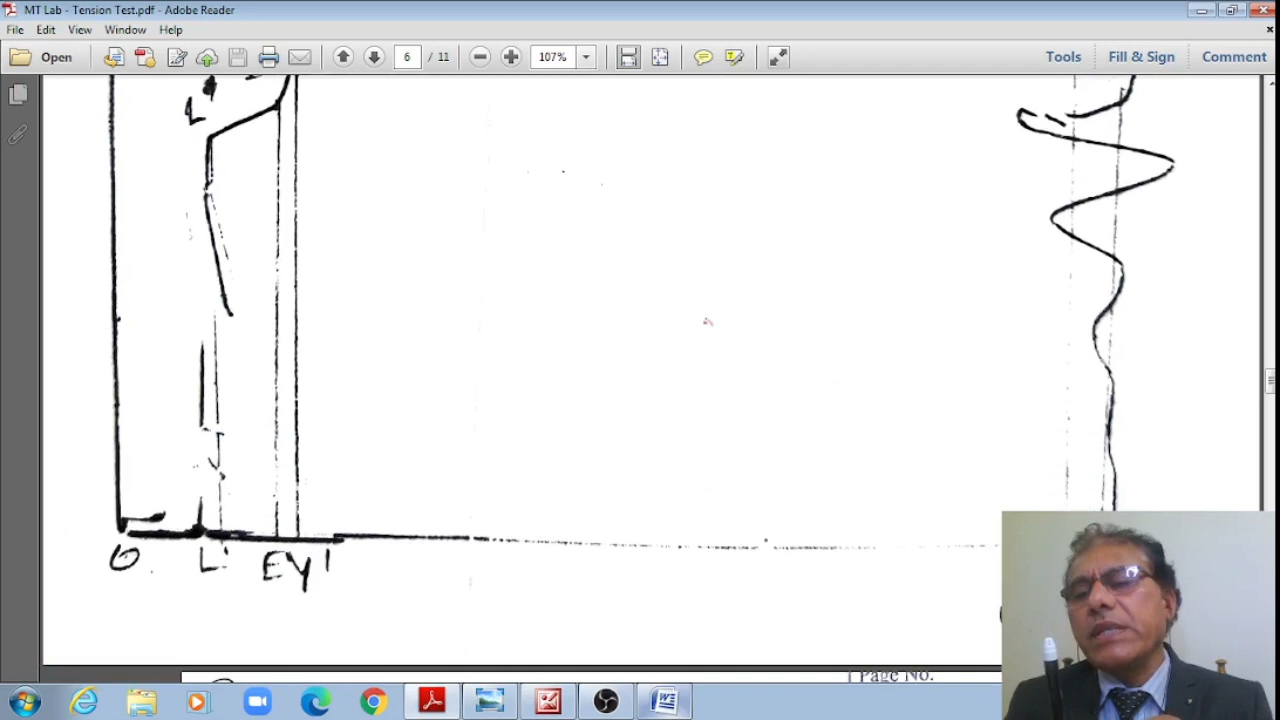 MT Lab - Tension Test.pdf - Adobe Reader
File Edit View Window Help
Open 6 / 11 107% Tools Fill & Sign Comment
L
O L' E y'
[Page No.